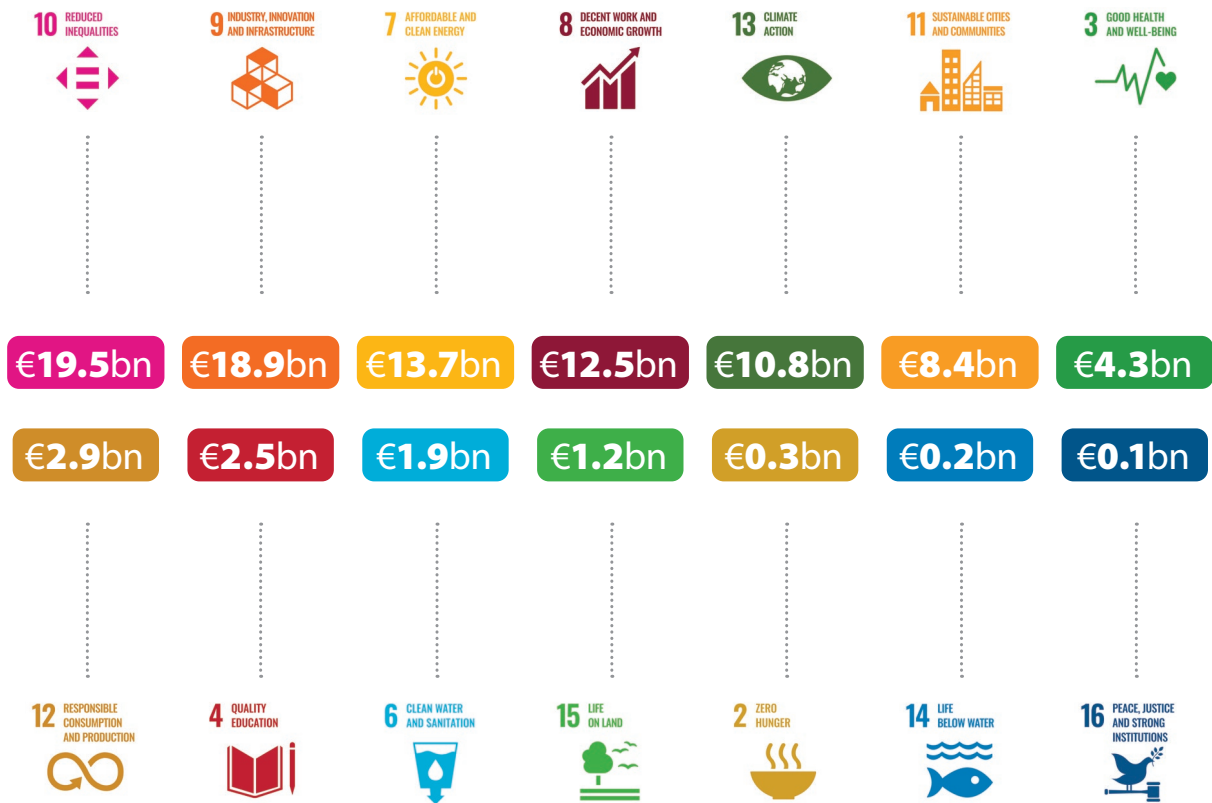 10 REDUCED
INEQUALITIES
9 INDUSTRY, INNOVATION
AND INFRASTRUCTURE
7 AFFORDABLE AND
CLEAN ENERGY
8 DECENT WORK AND
ECONOMIC GROWTH
13 CLIMATE
ACTION
11 SUSTAINABLE CITIES
AND COMMUNITIES
3 GOOD HEALTH
AND WELL-BEING
€19.5bn
€18.9bn
€13.7bn
€12.5bn
€10.8bn
€8.4bn
€4.3bn
€2.9bn
€2.5bn
€1.9bn
€1.2bn
€0.3bn
€0.2bn
€0.1bn
12 RESPONSIBLE
CONSUMPTION
AND PRODUCTION
4 QUALITY
EDUCATION
6 CLEAN WATER
AND SANITATION
15 LIFE
ON LAND
2 ZERO
HUNGER
14 LIFE
BELOW WATER
16 PEACE, JUSTICE
AND STRONG
INSTITUTIONS